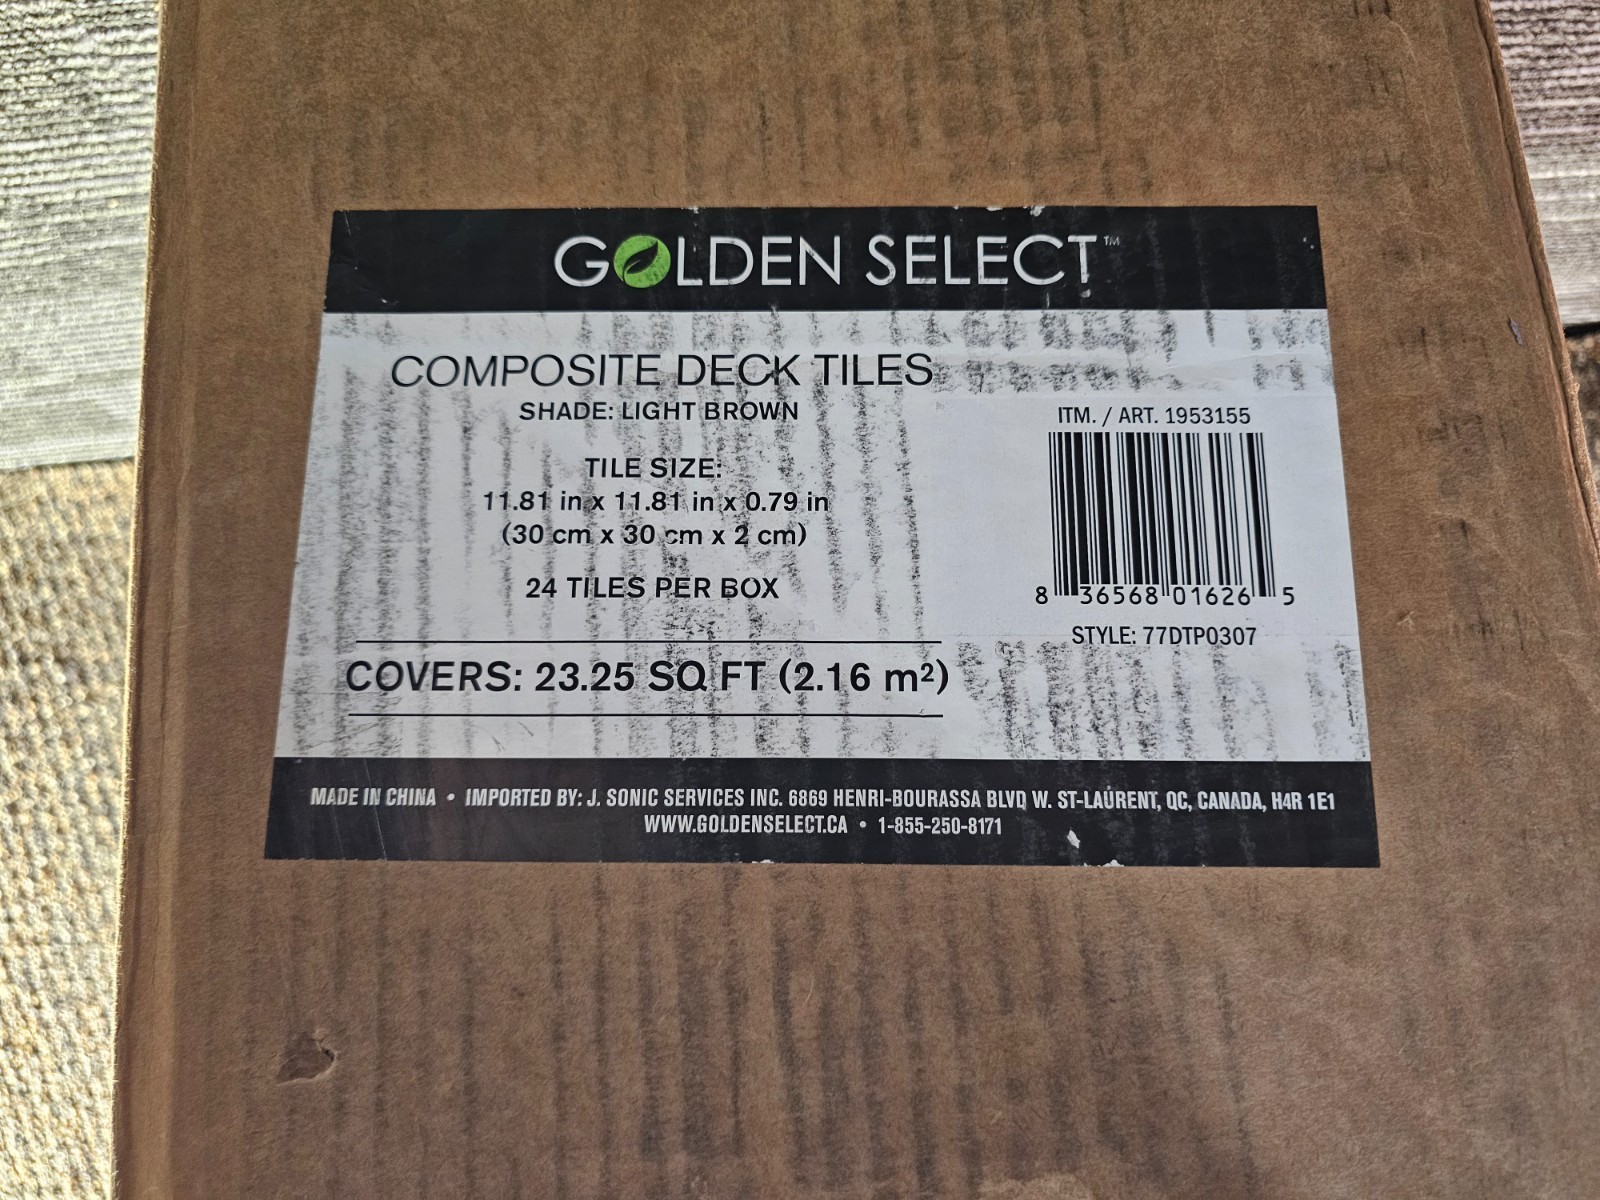 GOLDEN SELECT™
COMPOSITE DECK TILES
SHADE: LIGHT BROWN
TILE SIZE:
11.81 in x 11.81 in x 0.79 in
(30 cm x 30 cm x 2 cm)
24 TILES PER BOX
COVERS: 23.25 SQ FT (2.16 m²)
ITM. / ART. 1953155
8 36568 01626 5
STYLE: 77DTP0307
MADE IN CHINA • IMPORTED BY: J. SONIC SERVICES INC. 6869 HENRI-BOURASSA BLVD W. ST-LAURENT, QC, CANADA, H4R 1E1
WWW.GOLDENSELECT.CA • 1-855-250-8171